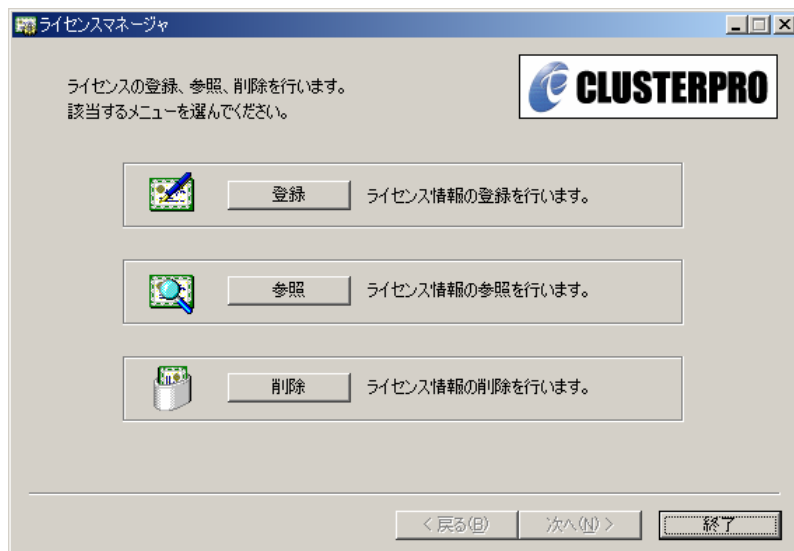 ライセンスマネージャ
ライセンスの登録、参照、削除を行います。
該当するメニューを選んでください。
CLUSTERPRO
登録 ライセンス情報の登録を行います。
参照 ライセンス情報の参照を行います。
削除 ライセンス情報の削除を行います。
< 戻る(B) 次へ(N) > 終了